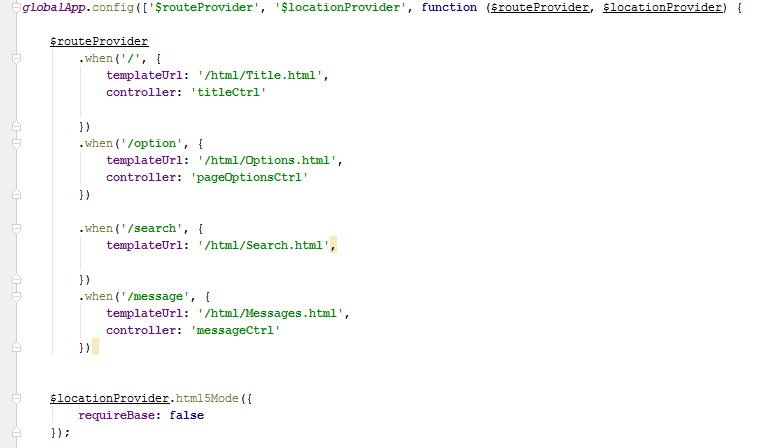 globalApp.config(['$routeProvider', '$locationProvider', function ($routeProvider, $locationProvider) {
$routeProvider
.when('/', {
templateUrl: '/html/Title.html',
controller: 'titleCtrl'
})
.when('/option', {
templateUrl: '/html/Options.html',
controller: 'pageOptionsCtrl'
})
.when('/search', {
templateUrl: '/html/Search.html',
})
.when('/message', {
templateUrl: '/html/Messages.html',
controller: 'messageCtrl'
})
$locationProvider.html5Mode({
requireBase: false
});